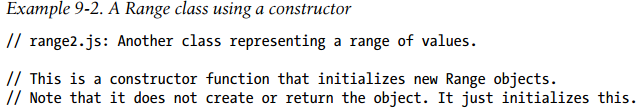 Example 9-2. A Range class using a constructor
// range2.js: Another class representing a range of values.
// This is a constructor function that initializes new Range objects.
// Note that it does not create or return the object. It just initializes this.